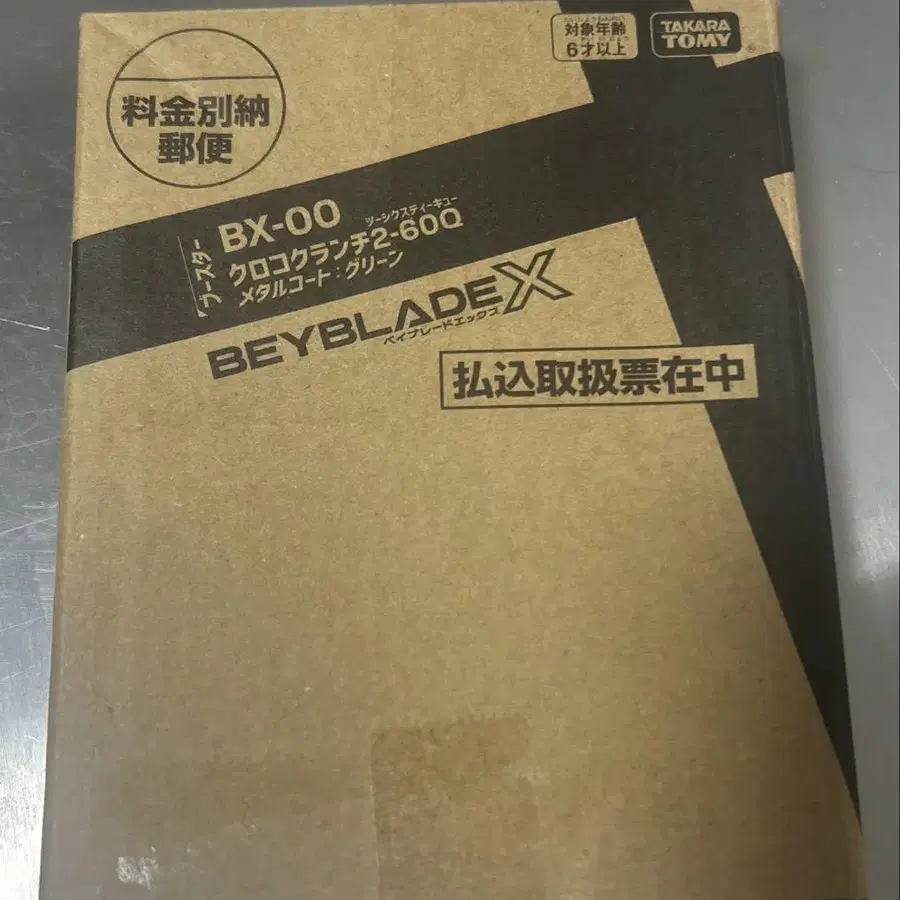 対象年齢
6才以上
TAKARA
TOMY
料金別納
郵便
ブースター
BX-00
ツーシクスティーキュー
クロコクランチ2-60Q
メタルコート:グリーン
BEYBLADE X
ベイブレードエックス
払込取扱票在中